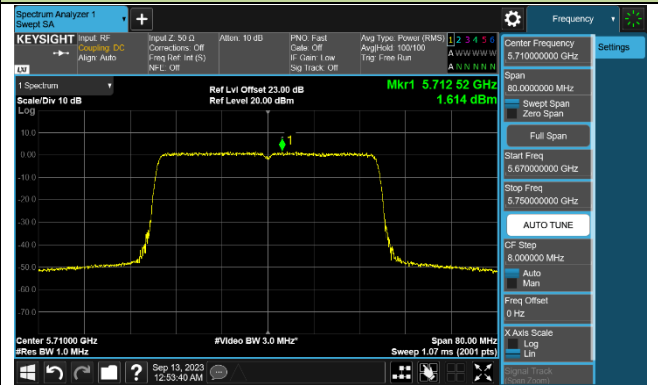 Spectrum Analyzer 1
Swept SA
Frequency
KEYSIGHT
Input: RF
Coupling: DC
Align: Auto
Input Z: 50 Ω
Corrections: Off
Freq Ref: Int (S)
NFE: Off
Atten: 10 dB
PNO: Fast
Gate: Off
IF Gain: Low
Sig Track: Off
Avg Type: Power (RMS)
Avg|Hold: 100/100
Trig: Free Run
1 2 3 4 5 6
A W W W W W
A N N N N N
LXI
1 Spectrum
Scale/Div 10 dB
Log
Ref Lvl Offset 23.00 dB
Ref Level 20.00 dBm
Mkr1 5.712 52 GHz
1.614 dBm
1
10.0
0.00
-10.0
-20.0
-30.0
-40.0
-50.0
-60.0
-70.0
Center 5.71000 GHz
#Res BW 1.0 MHz
#Video BW 3.0 MHz*
Span 80.00 MHz
Sweep 1.07 ms (2001 pts)
Sep 13, 2023
12:53:40 AM
Center Frequency
5.710000000 GHz
Settings
Span
80.0000000 MHz
Swept Span
Zero Span
Full Span
Start Freq
5.670000000 GHz
Stop Freq
5.750000000 GHz
AUTO TUNE
CF Step
8.000000 MHz
Auto
Man
Freq Offset
0 Hz
X Axis Scale
Log
Lin
Signal Track
(Span Zoom)